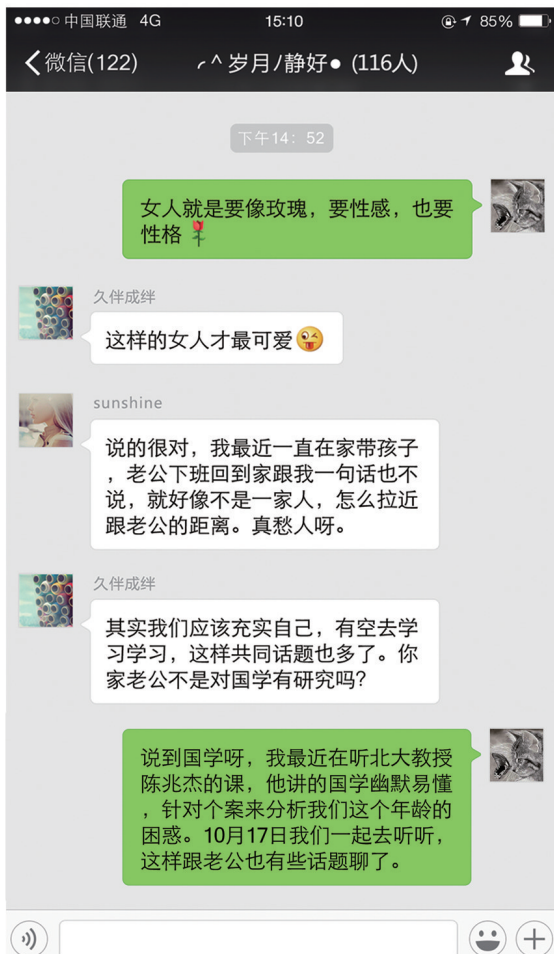 中国联通 4G 15:10 85%
微信(122) ╭ ^ 岁月/静好● (116人)
下午14：52
女人就是要像玫瑰，要性感，也要
性格🌹
久伴成绊
这样的女人才最可爱😜
sunshine
说的很对，我最近一直在家带孩子
，老公下班回到家跟我一句话也不
说，就好像不是一家人，怎么拉近
跟老公的距离。真愁人呀。
久伴成绊
其实我们应该充实自己，有空去学
习学习，这样共同话题也多了。你
家老公不是对国学有研究吗？
说到国学呀，我最近在听北大教授
陈兆杰的课，他讲的国学幽默易懂
，针对个案来分析我们这个年龄的
困惑。10月17日我们一起去听听，
这样跟老公也有些话题聊了。